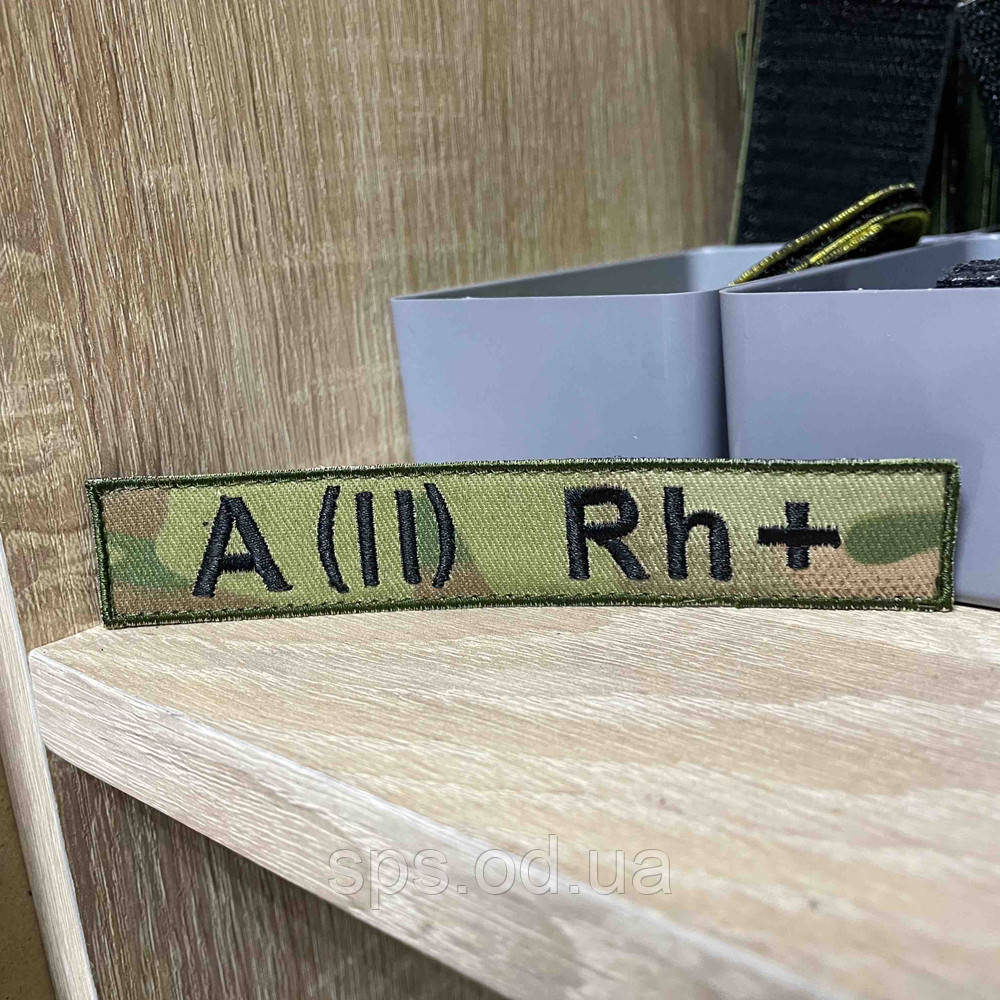 A (II) Rh+
sps.od.ua